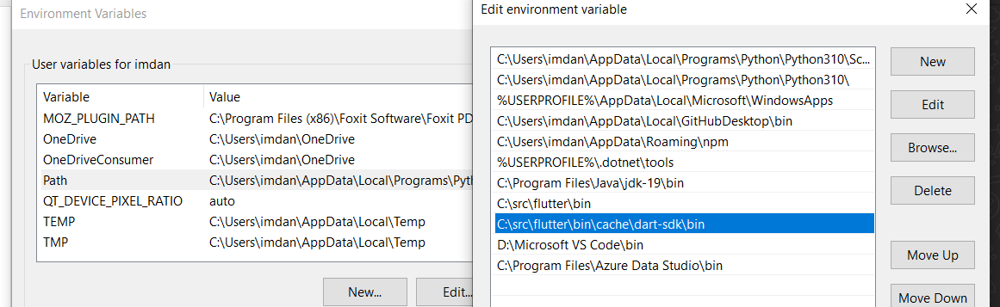 Environment Variables
User variables for imdan
Variable Value
MOZ_PLUGIN_PATH C:\Program Files (x86)\Foxit Software\Foxit PD
OneDrive C:\Users\imdan\OneDrive
OneDriveConsumer C:\Users\imdan\OneDrive
Path C:\Users\imdan\AppData\Local\Programs\Pyth
QT_DEVICE_PIXEL_RATIO auto
TEMP C:\Users\imdan\AppData\Local\Temp
TMP C:\Users\imdan\AppData\Local\Temp
New...
Edit...
Edit environment variable
C:\Users\imdan\AppData\Local\Programs\Python\Python310\Sc...
C:\Users\imdan\AppData\Local\Programs\Python\Python310\
%USERPROFILE%\AppData\Local\Microsoft\WindowsApps
C:\Users\imdan\AppData\Local\GitHubDesktop\bin
C:\Users\imdan\AppData\Roaming\npm
%USERPROFILE%\.dotnet\tools
C:\Program Files\Java\jdk-19\bin
C:\src\flutter\bin
C:\src\flutter\bin\cache\dart-sdk\bin
D:\Microsoft VS Code\bin
C:\Program Files\Azure Data Studio\bin
New
Edit
Browse...
Delete
Move Up
Move Down